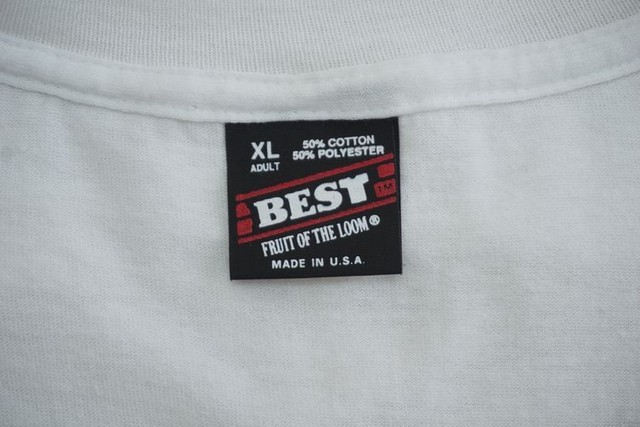 XL
ADULT
50% COTTON
50% POLYESTER
BEST
TM
FRUIT OF THE LOOM®
MADE IN U.S.A.